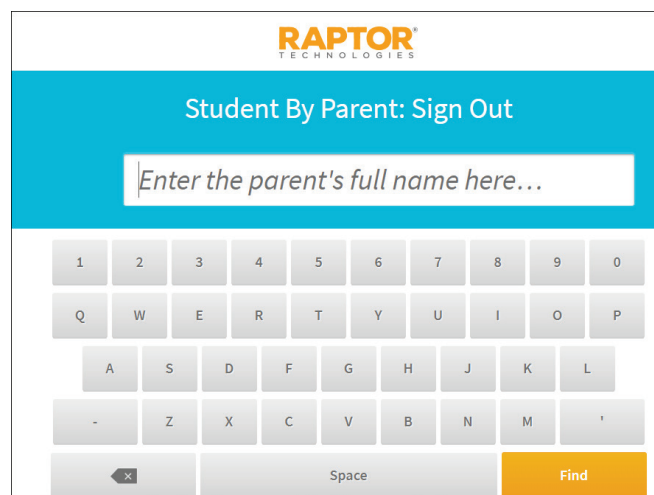 RAPTOR®
TECHNOLOGIES
Student By Parent: Sign Out
Enter the parent's full name here...
1 2 3 4 5 6 7 8 9 0
Q W E R T Y U I O P
A S D F G H J K L
- Z X C V B N M '
Space Find